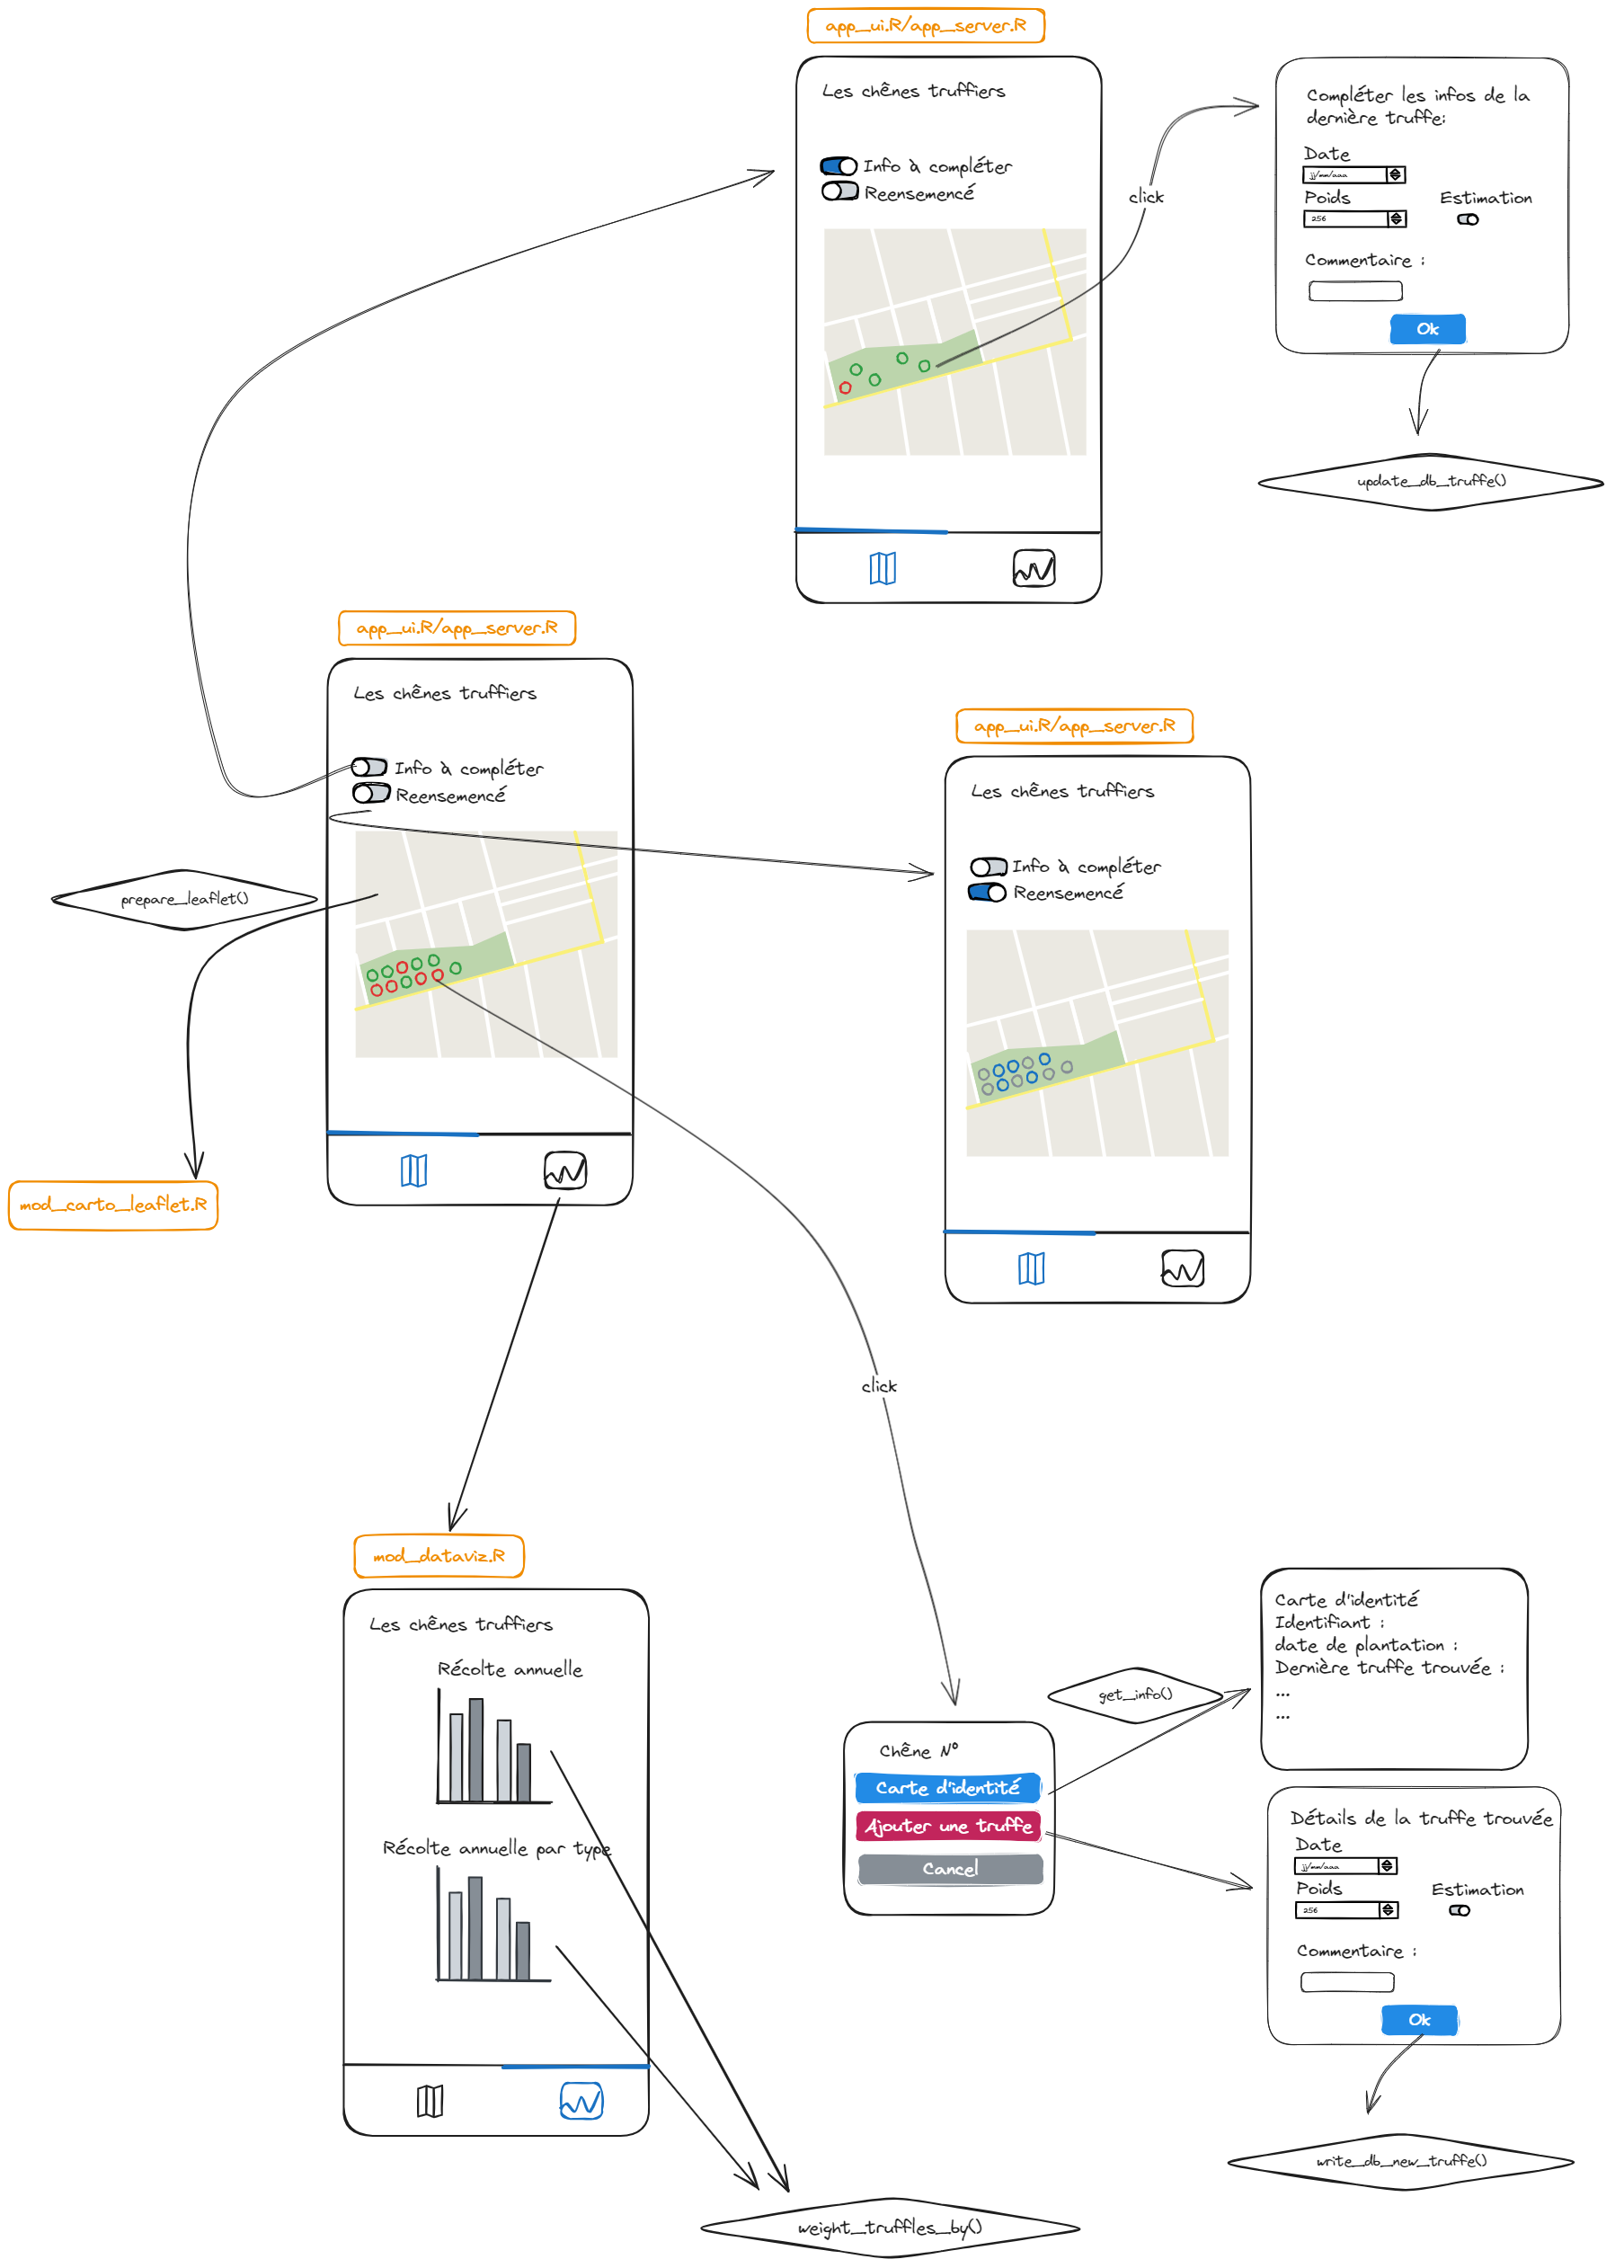 app_ui.R/app_server.R
Les chênes truffiers
Info à compléter
Reensemencé
click
Compléter les infos de la
dernière truffe:
Date
jj/mm/aaa
Poids
Estimation
256
Commentaire :
Ok
update_db_truffe()
app_ui.R/app_server.R
Les chênes truffiers
Info à compléter
Reensemencé
prepare_leaflet()
mod_carto_leaflet.R
app_ui.R/app_server.R
Les chênes truffiers
Info à compléter
Reensemencé
click
mod_dataviz.R
Les chênes truffiers
Récolte annuelle
Récolte annuelle par type
Chêne N°
Carte d'identité
Ajouter une truffe
Cancel
get_info()
Carte d'identité
Identifiant :
date de plantation :
Dernière truffe trouvée :
...
...
Détails de la truffe trouvée
Date
jj/mm/aaa
Poids
Estimation
256
Commentaire :
Ok
write_db_new_truffe()
weight_truffles_by()